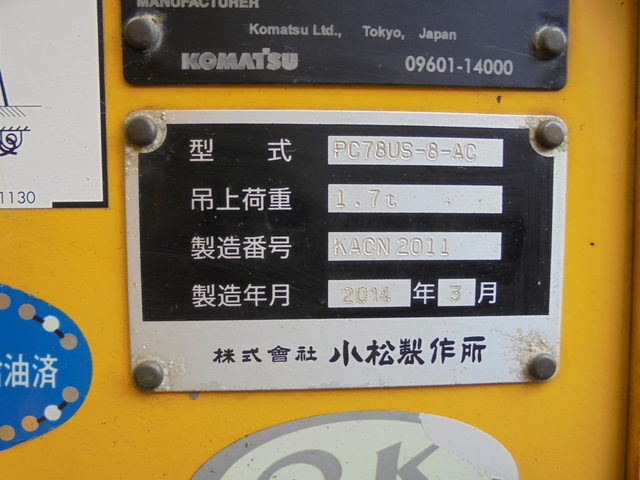 MANUFACTURER
Komatsu Ltd., Tokyo, Japan
KOMATSU 09601-14000
1130
型 式 PC78US-8-AC
吊上荷重 1.7t
製造番号 KACN2011
製造年月 2014 年 3 月
株式會社 小松製作所
油済
OK